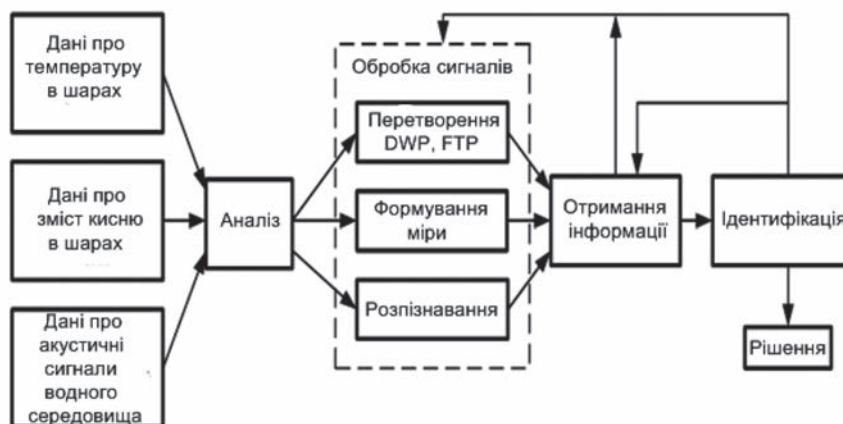 Дані про
температуру
в шарах
Дані про
зміст кисню
в шарах
Дані про
акустичні
сигнали
водного
середовища
Аналіз
Обробка сигналів
Перетворення
DWP, FTP
Формування
міри
Розпізнавання
Отримання
інформації
Ідентифікація
Рішення